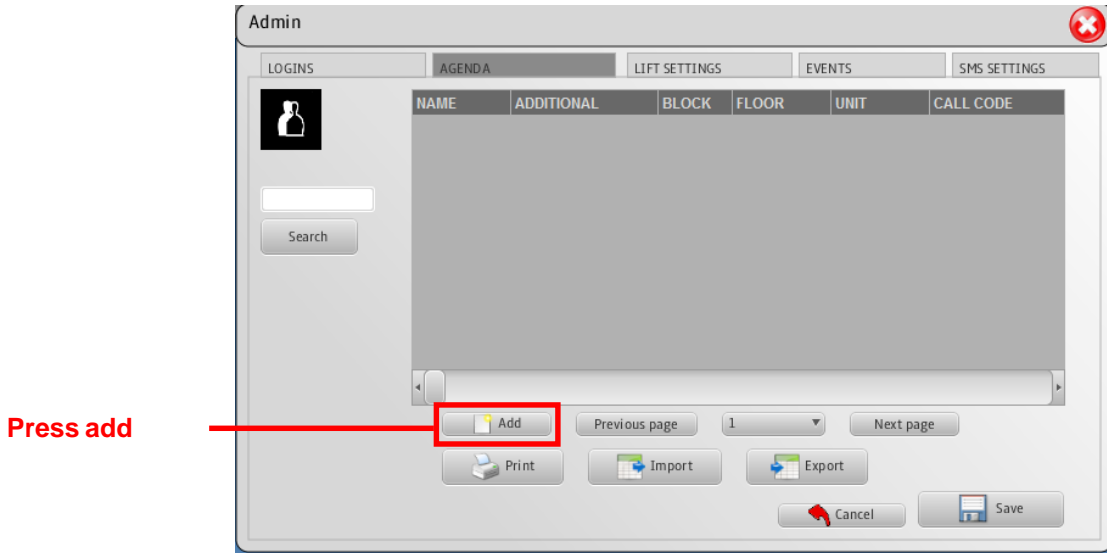 Admin
LOGINS AGENDA LIFT SETTINGS EVENTS SMS SETTINGS
NAME ADDITIONAL BLOCK FLOOR UNIT CALL CODE
Search
Press add
Add Previous page 1 Next page
Print Import Export
Cancel Save